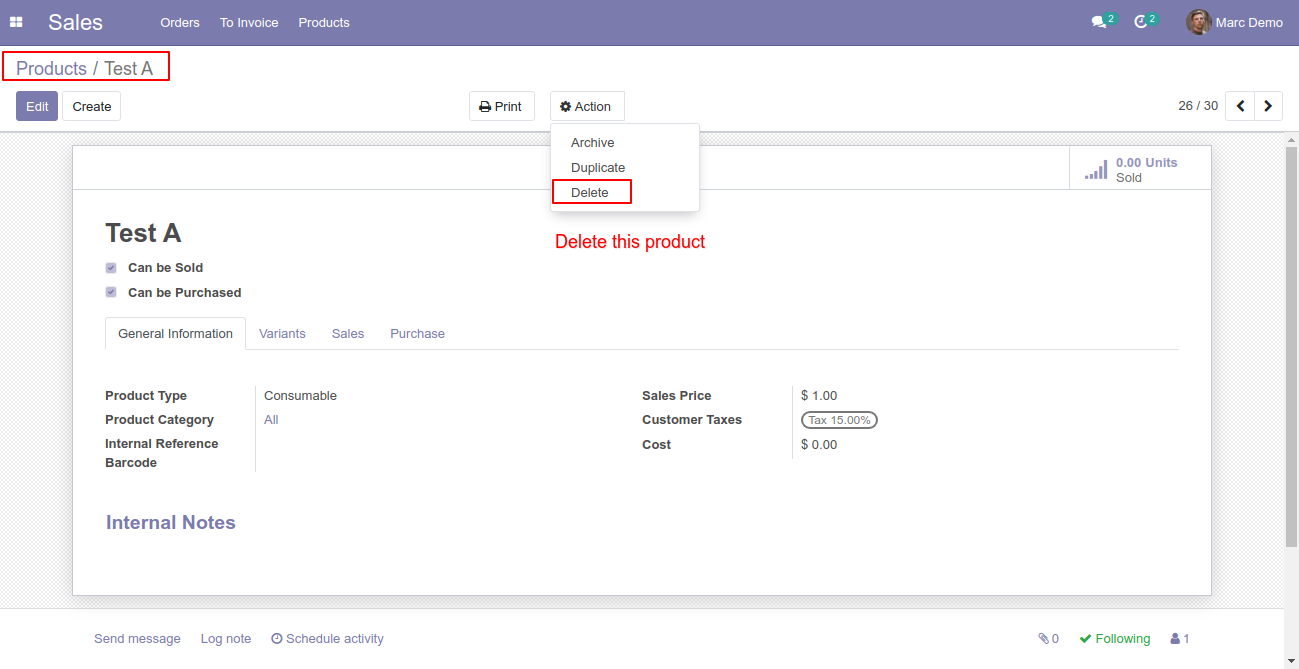 Sales Orders To Invoice Products 2 2 Marc Demo
Products / Test A
Edit Create Print Action 26 / 30
Archive
Duplicate
Delete
0.00 Units
Sold
Test A
Delete this product
Can be Sold
Can be Purchased
General Information Variants Sales Purchase
Product Type Consumable Sales Price $ 1.00
Product Category All Customer Taxes Tax 15.00%
Internal Reference Cost $ 0.00
Barcode
Internal Notes
Send message Log note Schedule activity 0 Following 1